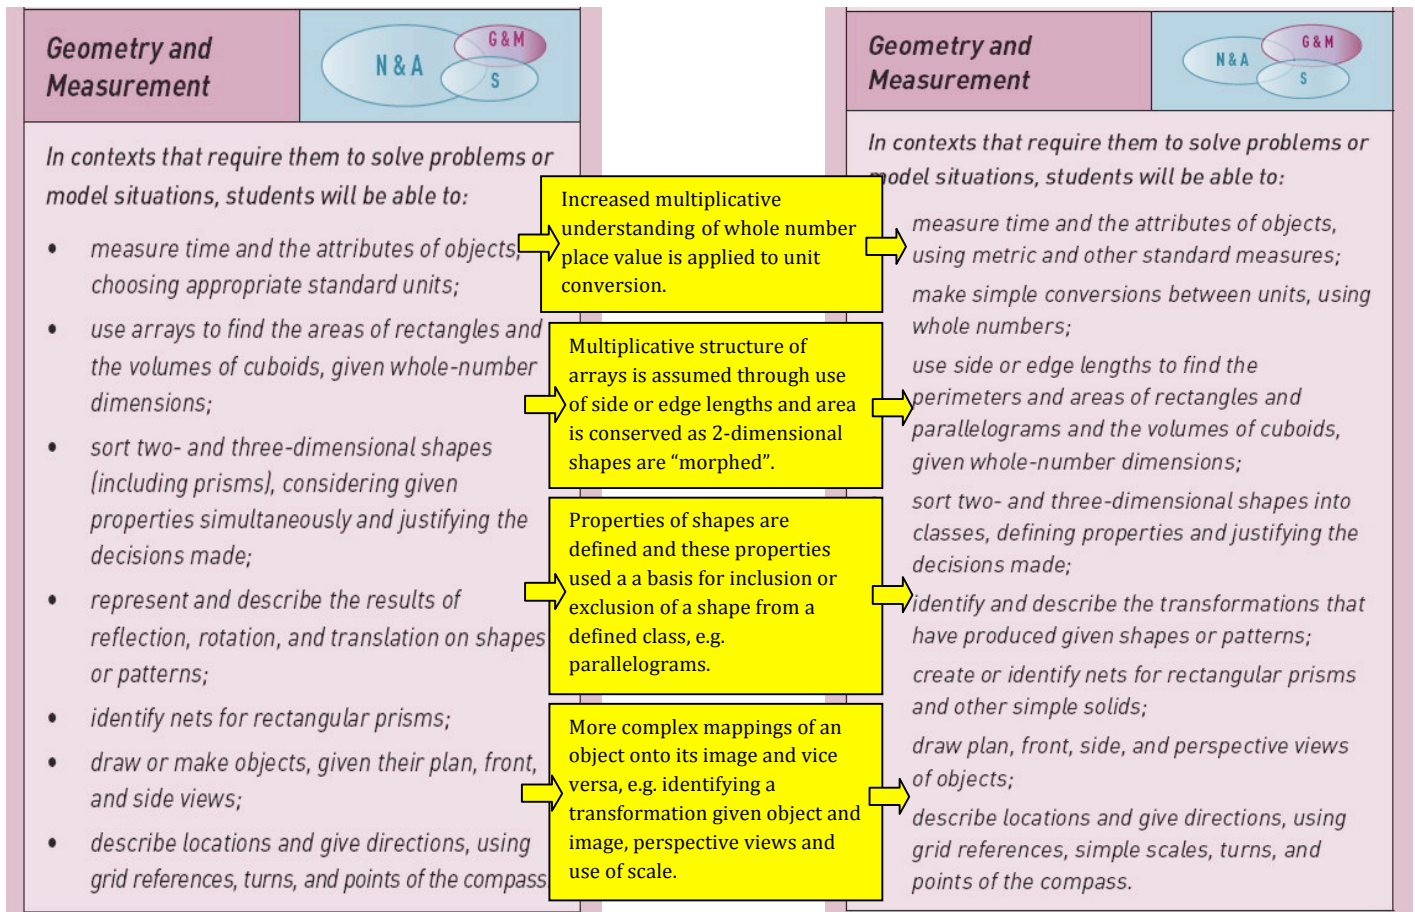 Geometry and
Measurement
N & A
G & M
S
In contexts that require them to solve problems or
model situations, students will be able to:
• measure time and the attributes of objects,
choosing appropriate standard units;
• use arrays to find the areas of rectangles and
the volumes of cuboids, given whole-number
dimensions;
• sort two- and three-dimensional shapes
(including prisms), considering given
properties simultaneously and justifying the
decisions made;
• represent and describe the results of
reflection, rotation, and translation on shapes
or patterns;
• identify nets for rectangular prisms;
• draw or make objects, given their plan, front,
and side views;
• describe locations and give directions, using
grid references, turns, and points of the compass.
Increased multiplicative
understanding of whole number
place value is applied to unit
conversion.
Multiplicative structure of
arrays is assumed through use
of side or edge lengths and area
is conserved as 2-dimensional
shapes are “morphed”.
Properties of shapes are
defined and these properties
used a a basis for inclusion or
exclusion of a shape from a
defined class, e.g.
parallelograms.
More complex mappings of an
object onto its image and vice
versa, e.g. identifying a
transformation given object and
image, perspective views and
use of scale.
Geometry and
Measurement
N & A
G & M
S
In contexts that require them to solve problems or
model situations, students will be able to:
measure time and the attributes of objects,
using metric and other standard measures;
make simple conversions between units, using
whole numbers;
use side or edge lengths to find the
perimeters and areas of rectangles and
parallelograms and the volumes of cuboids,
given whole-number dimensions;
sort two- and three-dimensional shapes into
classes, defining properties and justifying the
decisions made;
identify and describe the transformations that
have produced given shapes or patterns;
create or identify nets for rectangular prisms
and other simple solids;
draw plan, front, side, and perspective views
of objects;
describe locations and give directions, using
grid references, simple scales, turns, and
points of the compass.